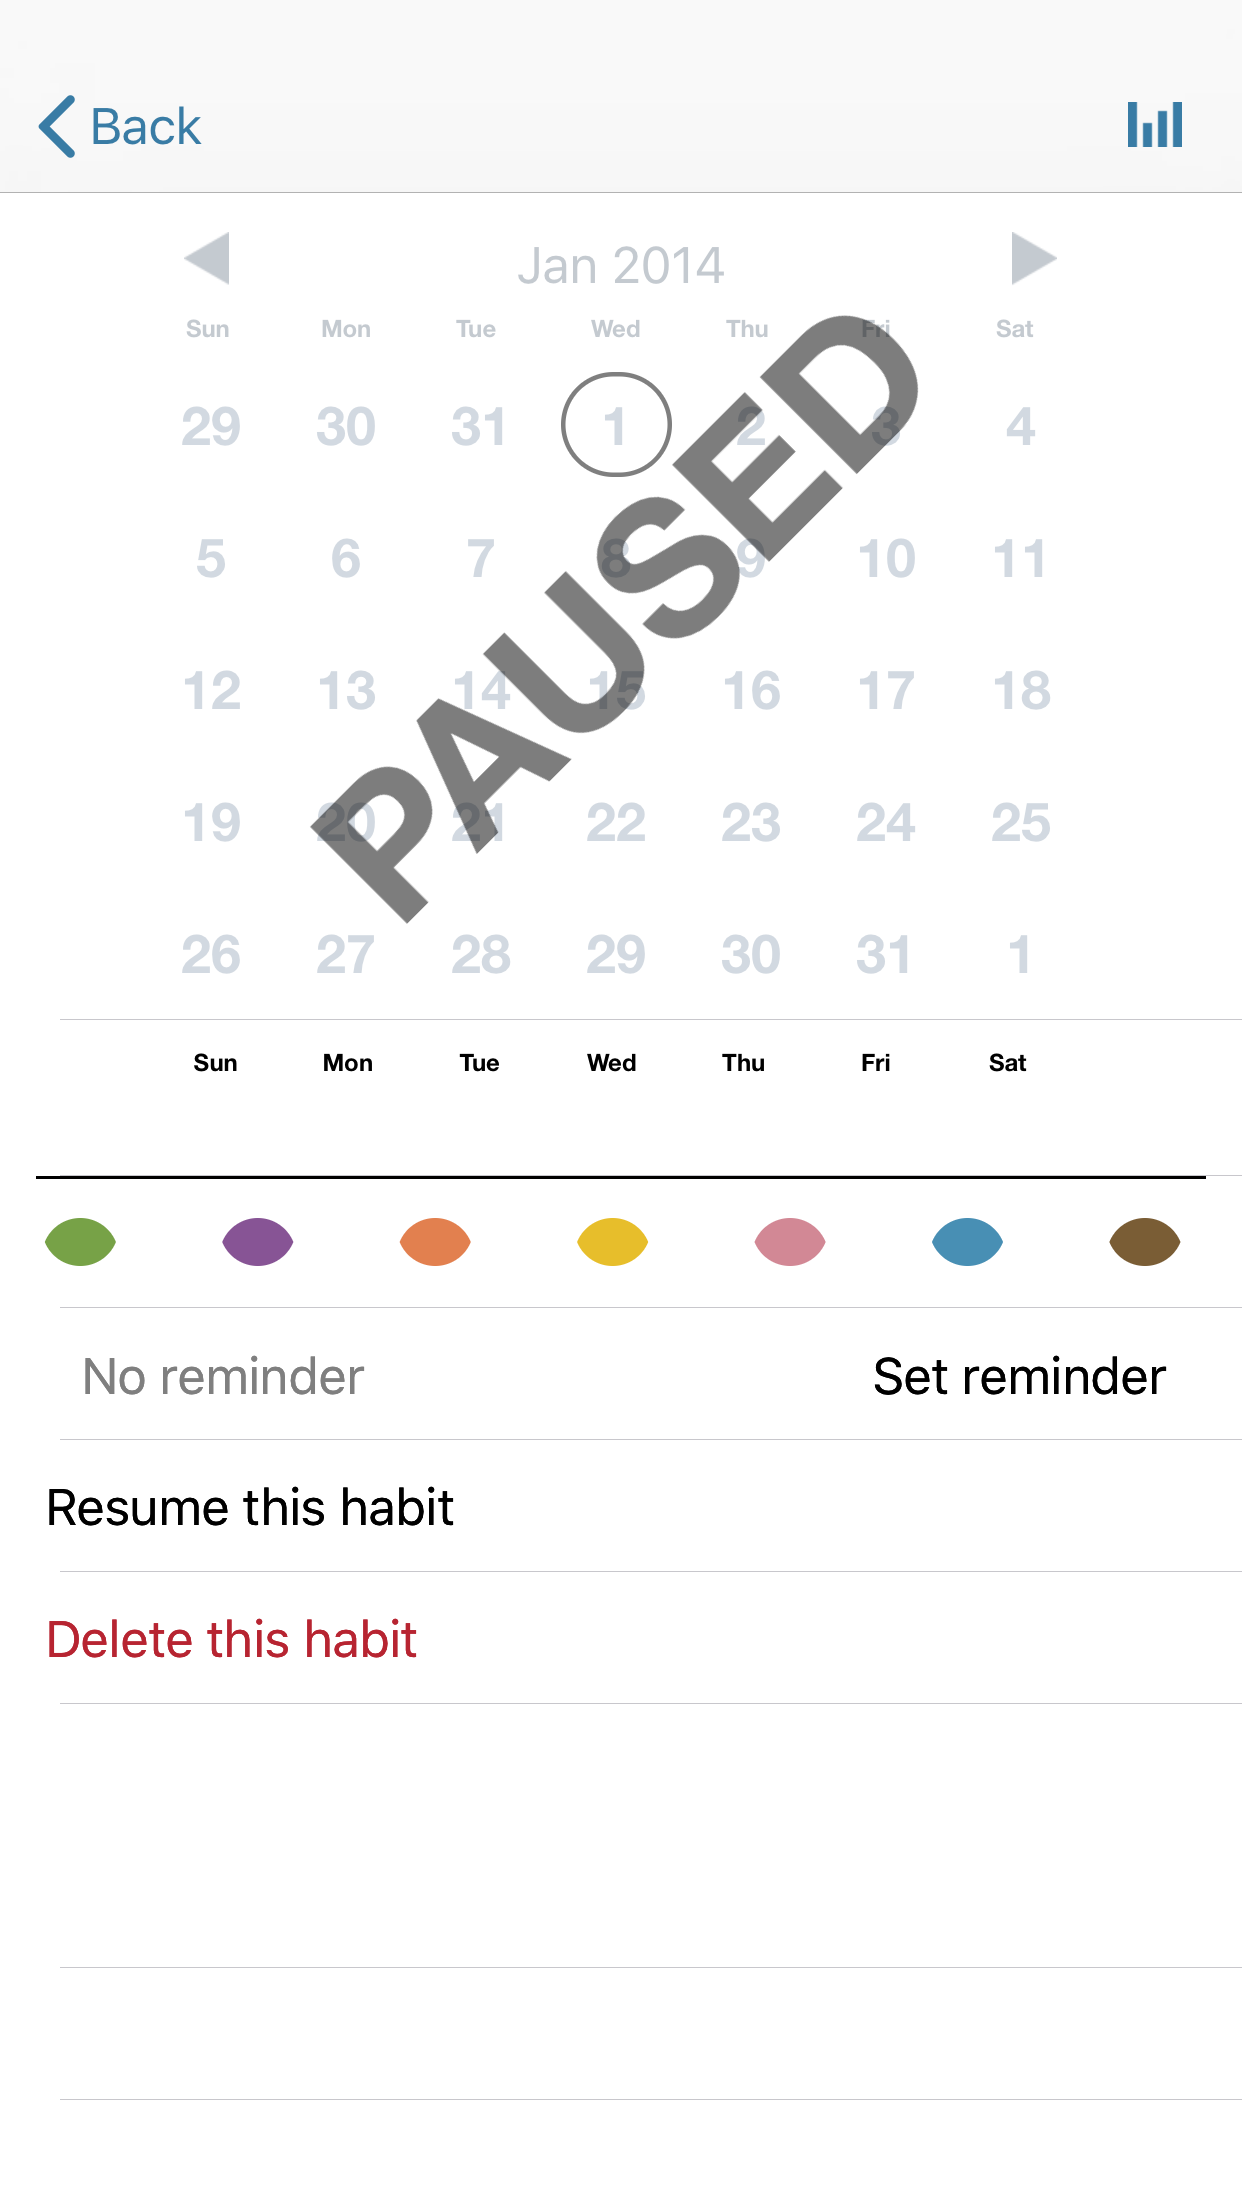 Back
Jan 2014
Sun Mon Tue Wed Thu Fri Sat
29 30 31 1 2 3 4
5 6 7 8 9 10 11
12 13 14 15 16 17 18
19 20 21 22 23 24 25
26 27 28 29 30 31 1
PAUSED
Sun Mon Tue Wed Thu Fri Sat
No reminder Set reminder
Resume this habit
Delete this habit